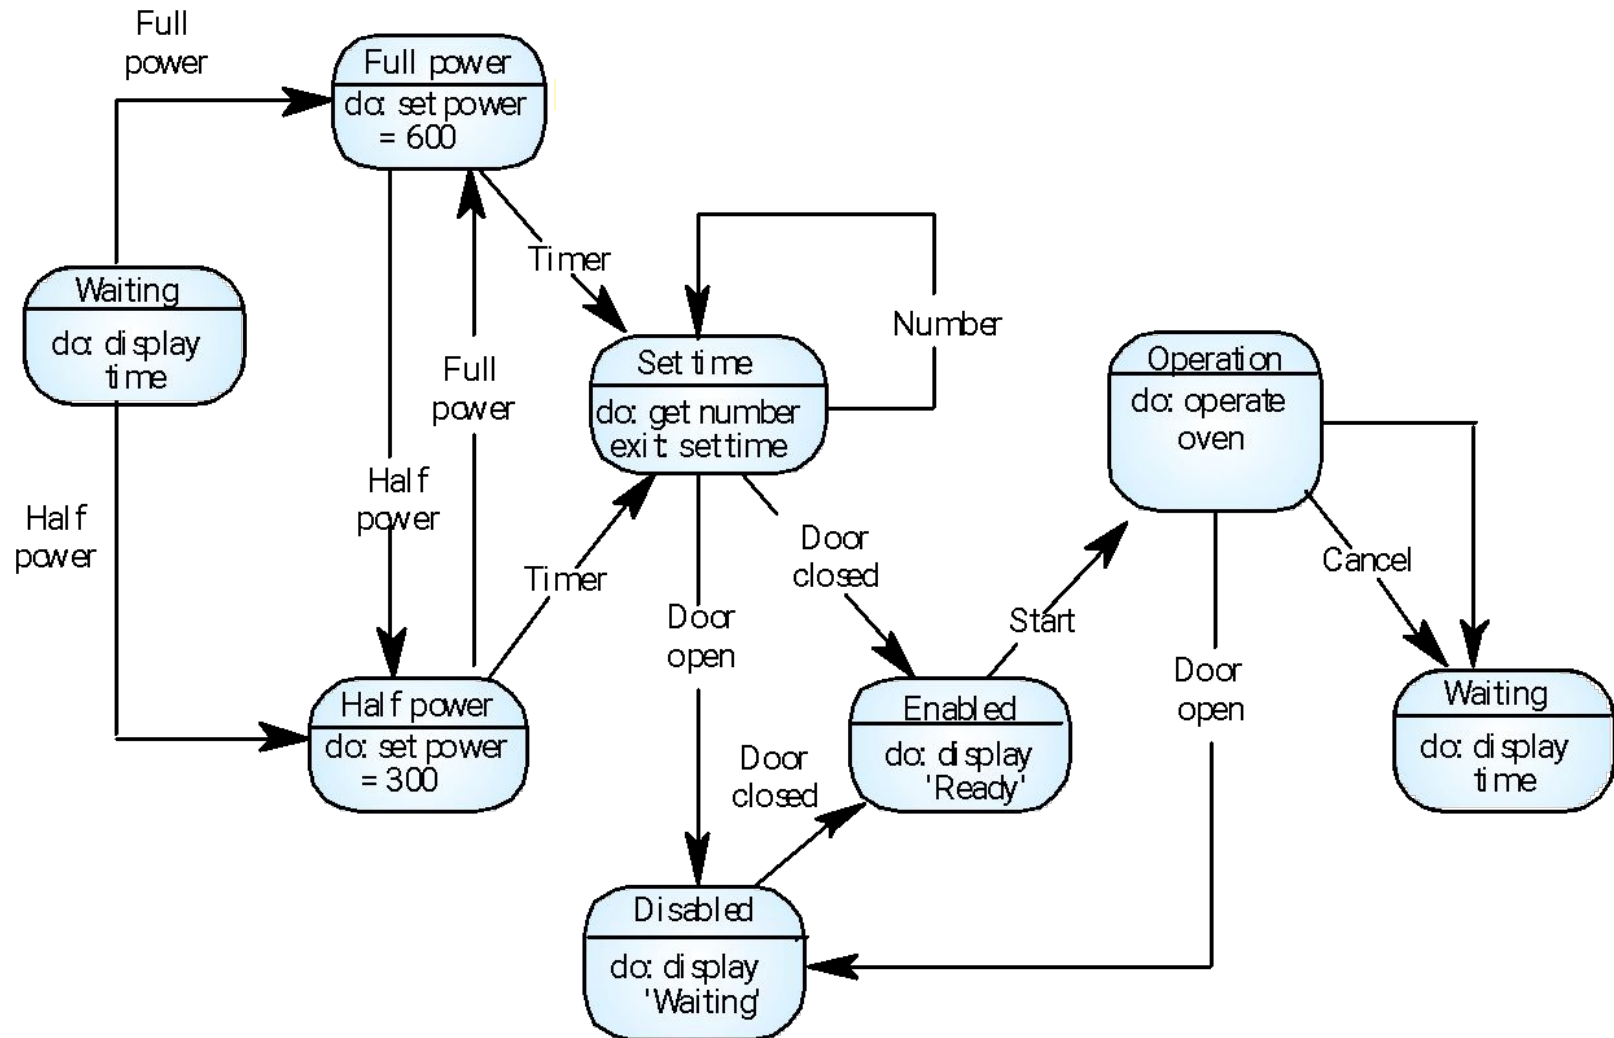 Full
power
Full power
do: set power
= 600
Timer
Waiting
do: display
time
Number
Set time
do: get number
exit: set time
Operation
do: operate
oven
Full
power
Half
power
Half
power
Timer
Door
closed
Cancel
Door
open
Start
Door
open
Half power
do: set power
= 300
Enabled
do: display
'Ready'
Waiting
do: display
time
Door
closed
Disabled
do: display
'Waiting'